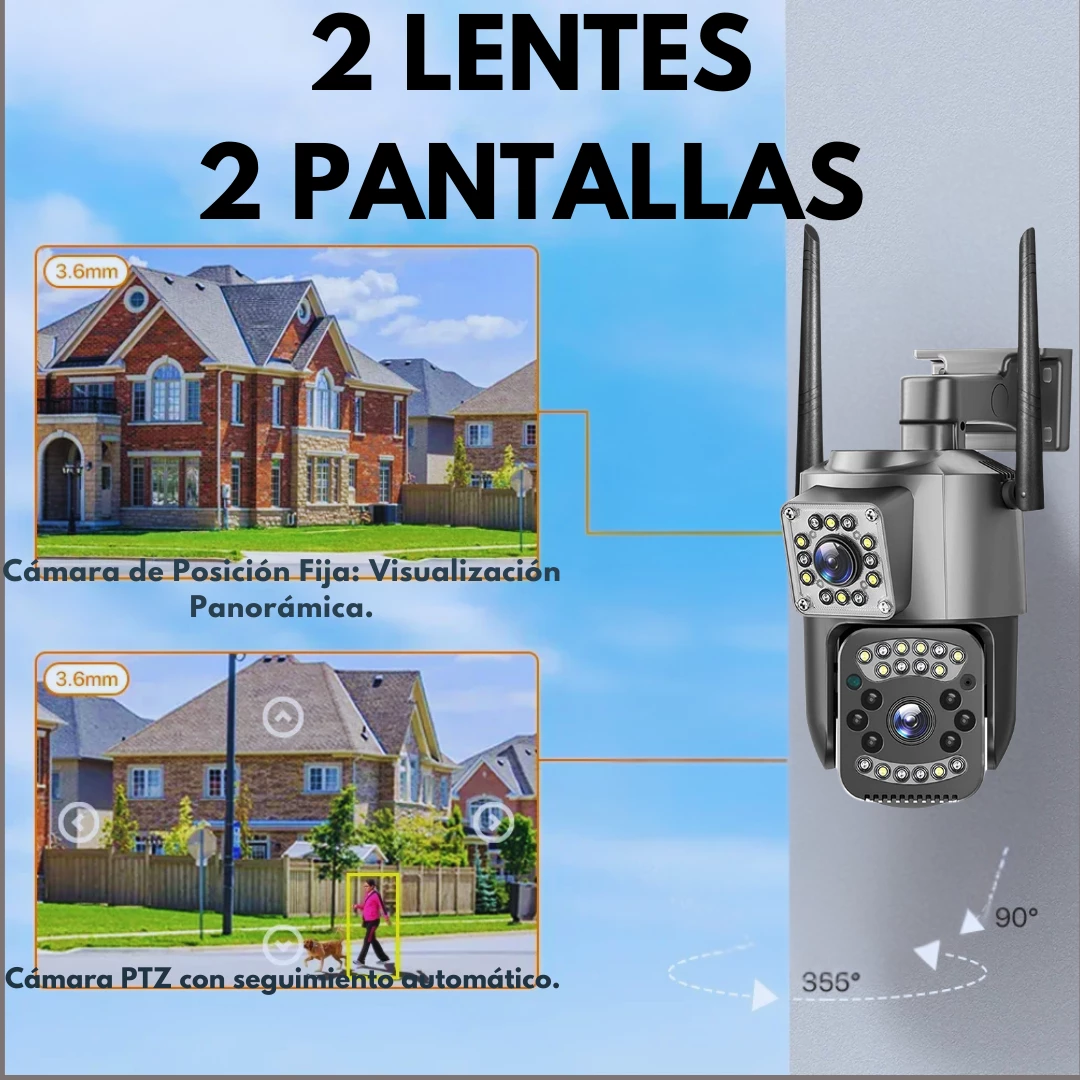 2 LENTES
2 PANTALLAS
3.6mm
Cámara de Posición Fija: Visualización
Panorámica.
3.6mm
Cámara PTZ con seguimiento automático.
90°
355°